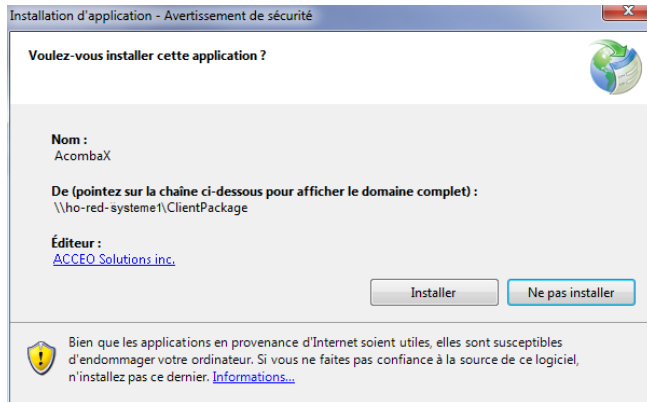 Installation d'application - Avertissement de sécurité
Voulez-vous installer cette application ?
Nom :
AcombaX
De (pointez sur la chaîne ci-dessous pour afficher le domaine complet) :
\\ho-red-systeme1\ClientPackage
Éditeur :
ACCEO Solutions inc.
Installer
Ne pas installer
Bien que les applications en provenance d'Internet soient utiles, elles sont susceptibles
d'endommager votre ordinateur. Si vous ne faites pas confiance à la source de ce logiciel,
n'installez pas ce dernier. Informations...